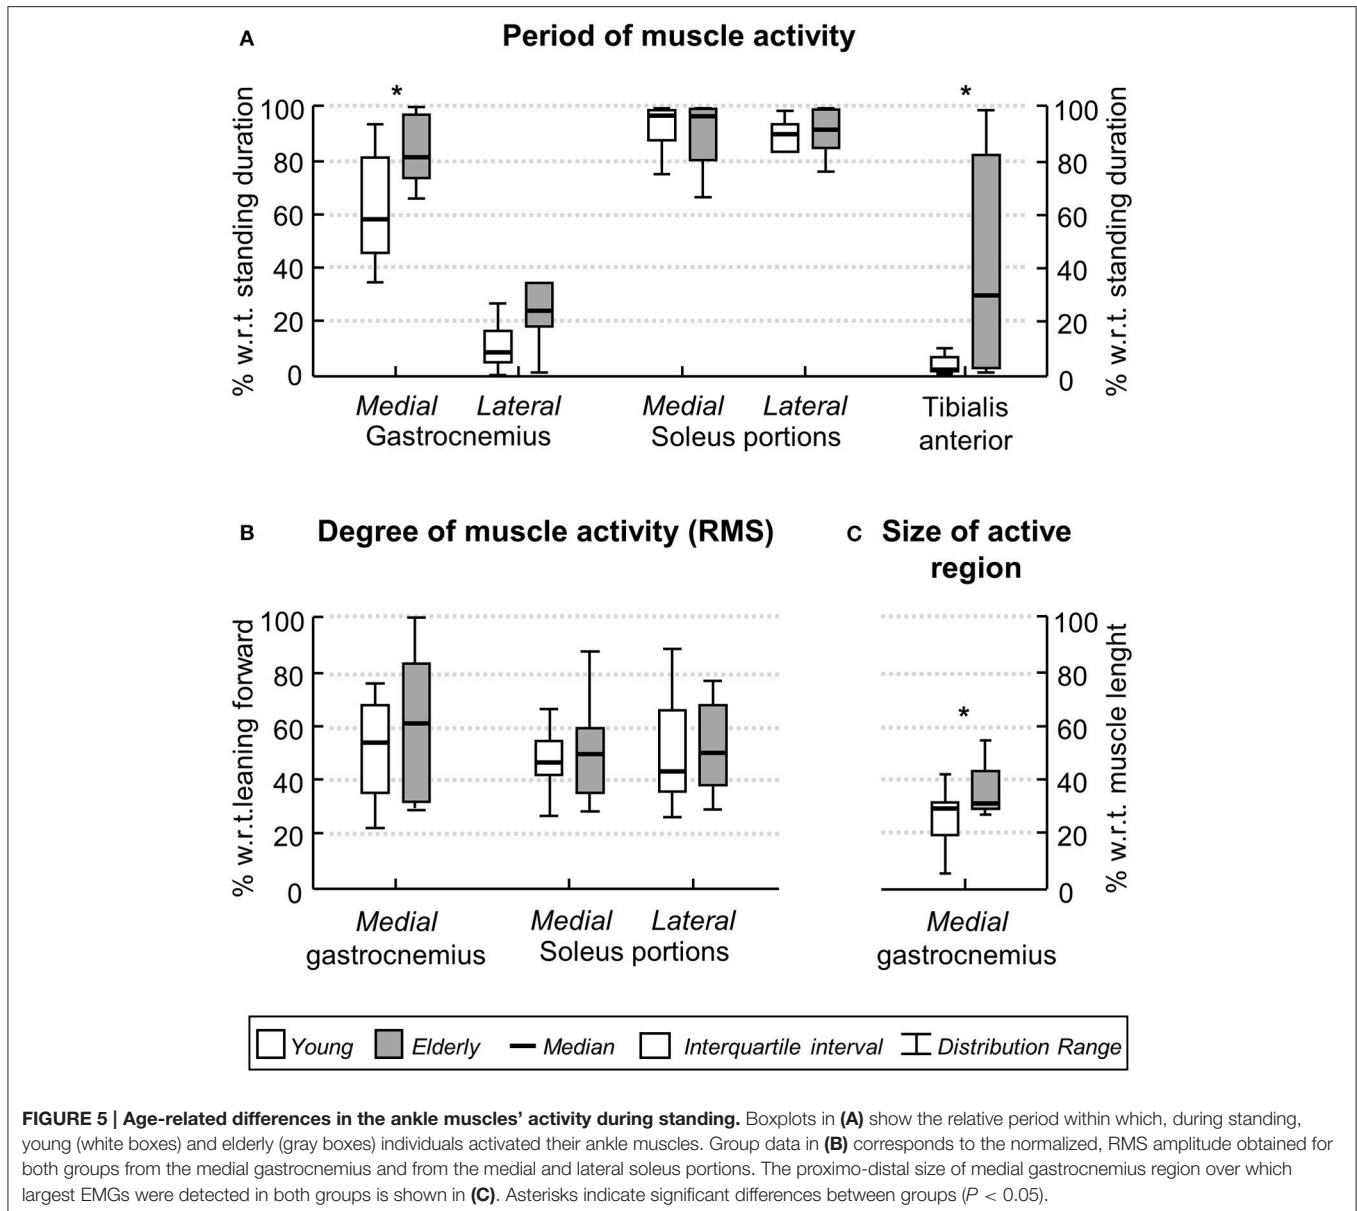 A
Period of muscle activity
* *
% w.r.t. standing duration
100
80
60
40
20
0
100
80
60
40
20
0
% w.r.t. standing duration
Medial Lateral Medial Lateral Tibialis
Gastrocnemius Soleus portions anterior
B Degree of muscle activity (RMS)
% w.r.t.leaning forward
100
80
60
40
20
0
Medial Medial Lateral
gastrocnemius Soleus portions
C Size of active
region
*
100
80
60
40
20
0
% w.r.t. muscle lenght
Medial
gastrocnemius
Young Elderly Median Interquartile interval Distribution Range
FIGURE 5 | Age-related differences in the ankle muscles’ activity during standing. Boxplots in (A) show the relative period within which, during standing,
young (white boxes) and elderly (gray boxes) individuals activated their ankle muscles. Group data in (B) corresponds to the normalized, RMS amplitude obtained for
both groups from the medial gastrocnemius and from the medial and lateral soleus portions. The proximo-distal size of medial gastrocnemius region over which
largest EMGs were detected in both groups is shown in (C). Asterisks indicate significant differences between groups (P < 0.05).